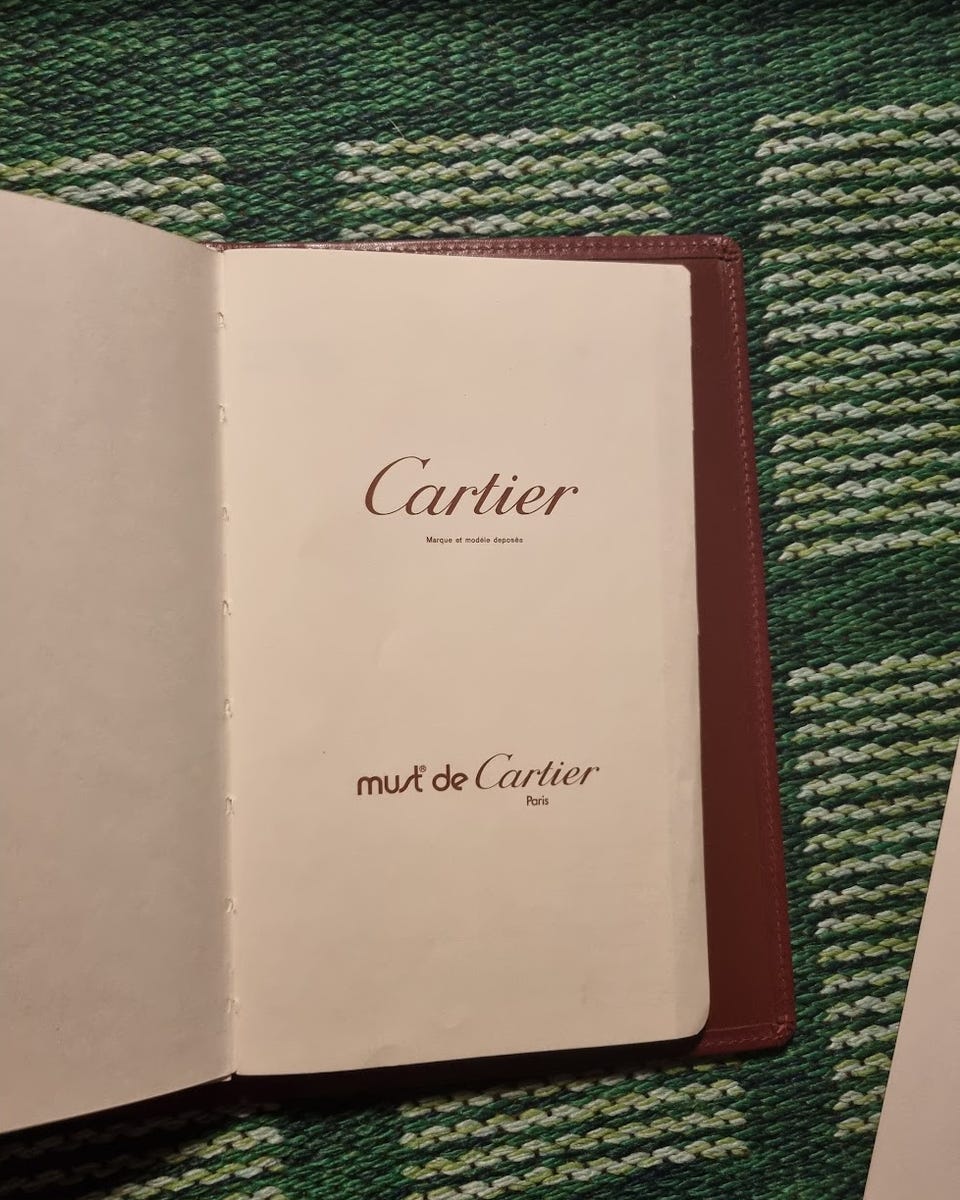 Cartier
Marque et modèle deposés
must® de Cartier
Paris